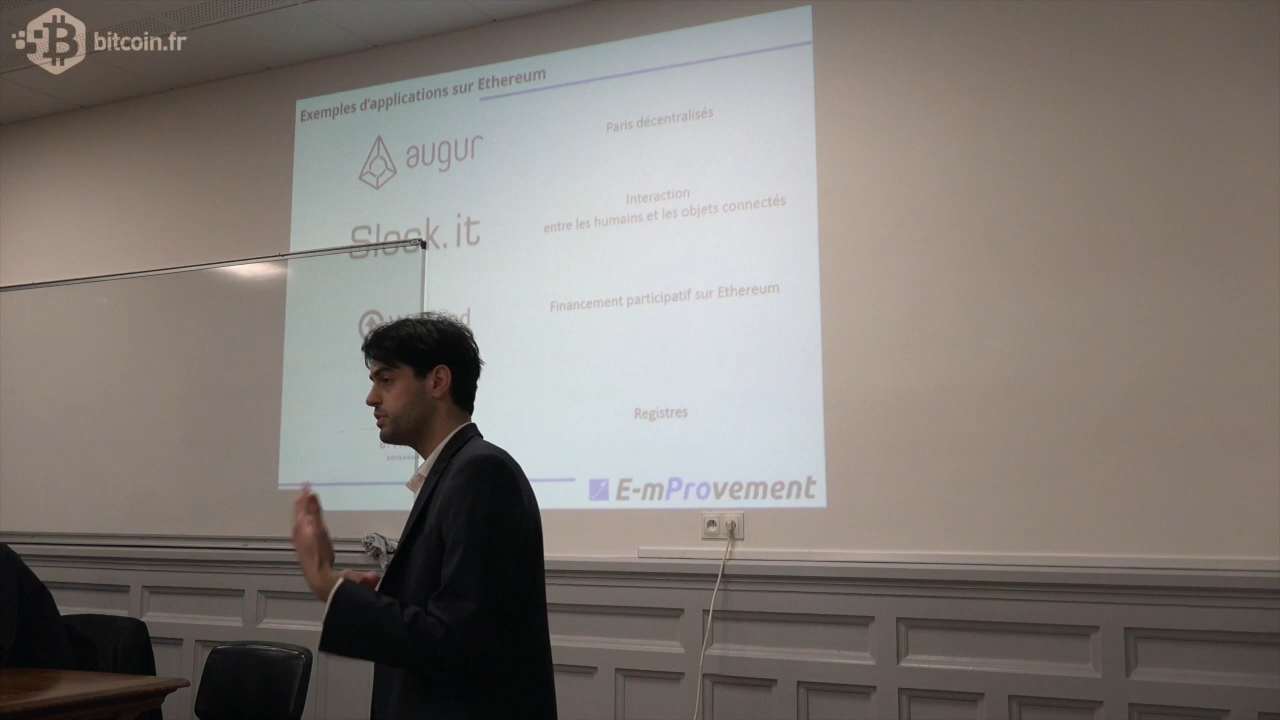 bitcoin.fr
Exemples d'applications sur Ethereum
augur
Paris décentralisés
Slock.it
Interaction
entre les humains et les objets connectés
Financement participatif sur Ethereum
Registres
E-mProvement